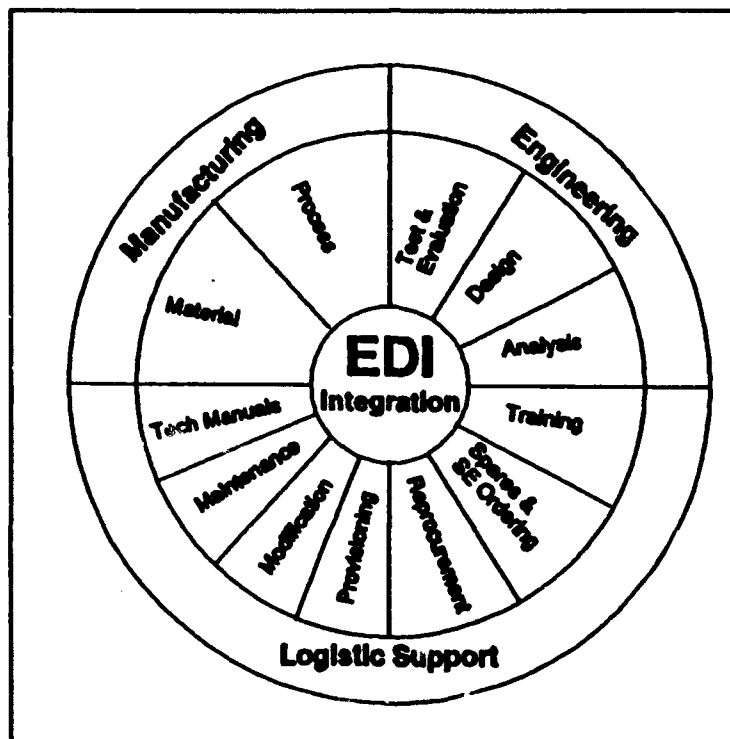 Manufacturing
Engineering
Process
Test &
Evaluation
Design
Material
Analysis
EDI
Integration
Tech Manuals
Training
Maintenance
Spares &
SE Ordering
Modification
Provisioning
Reprocurement
Logistic Support